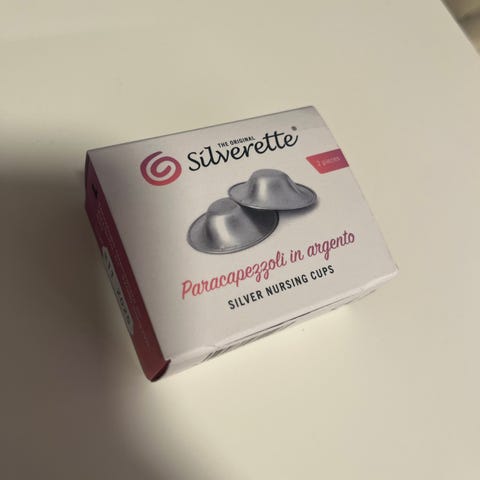 THE ORIGINAL
Silverette®
2 pieces
Paracapezzoli in argento
SILVER NURSING CUPS